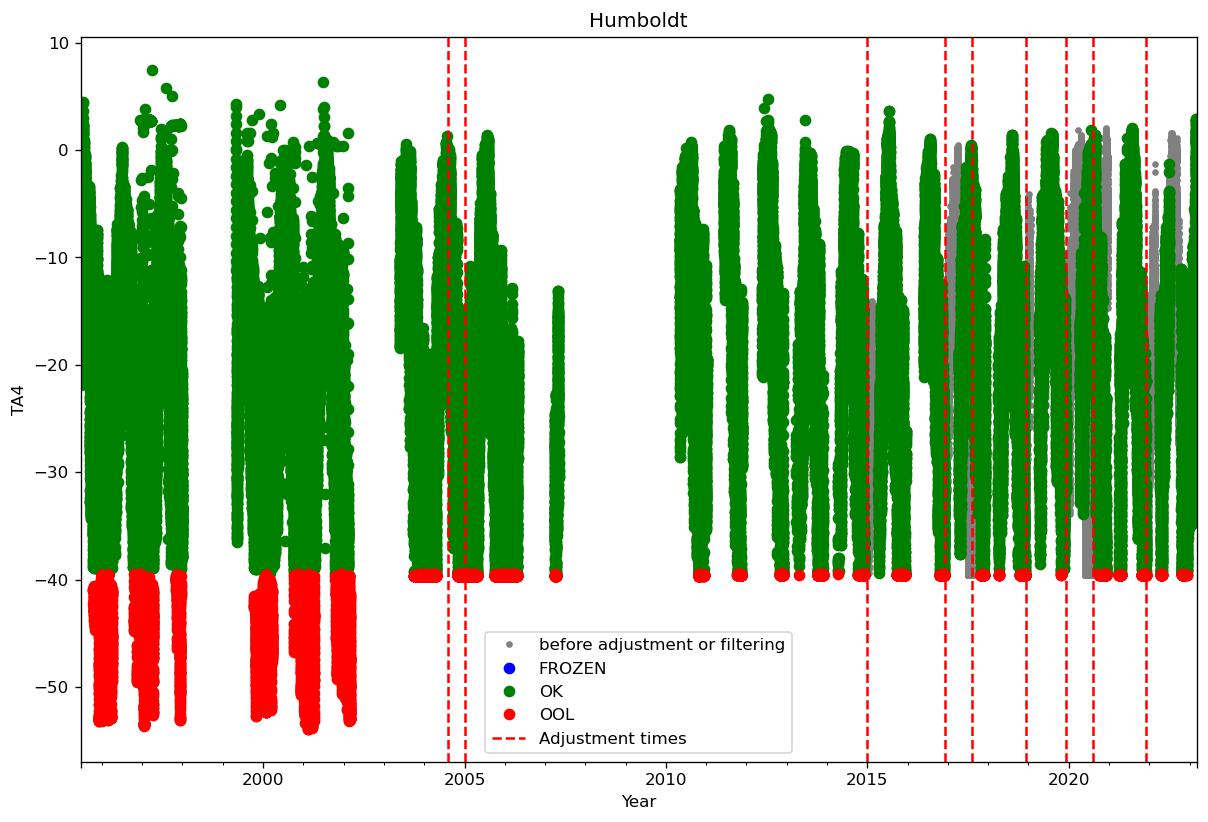 Humboldt
10
0
−10
−20
−30
−40
−50
TA4
before adjustment or filtering
FROZEN
OK
OOL
Adjustment times
2000
2005
2010
2015
2020
Year